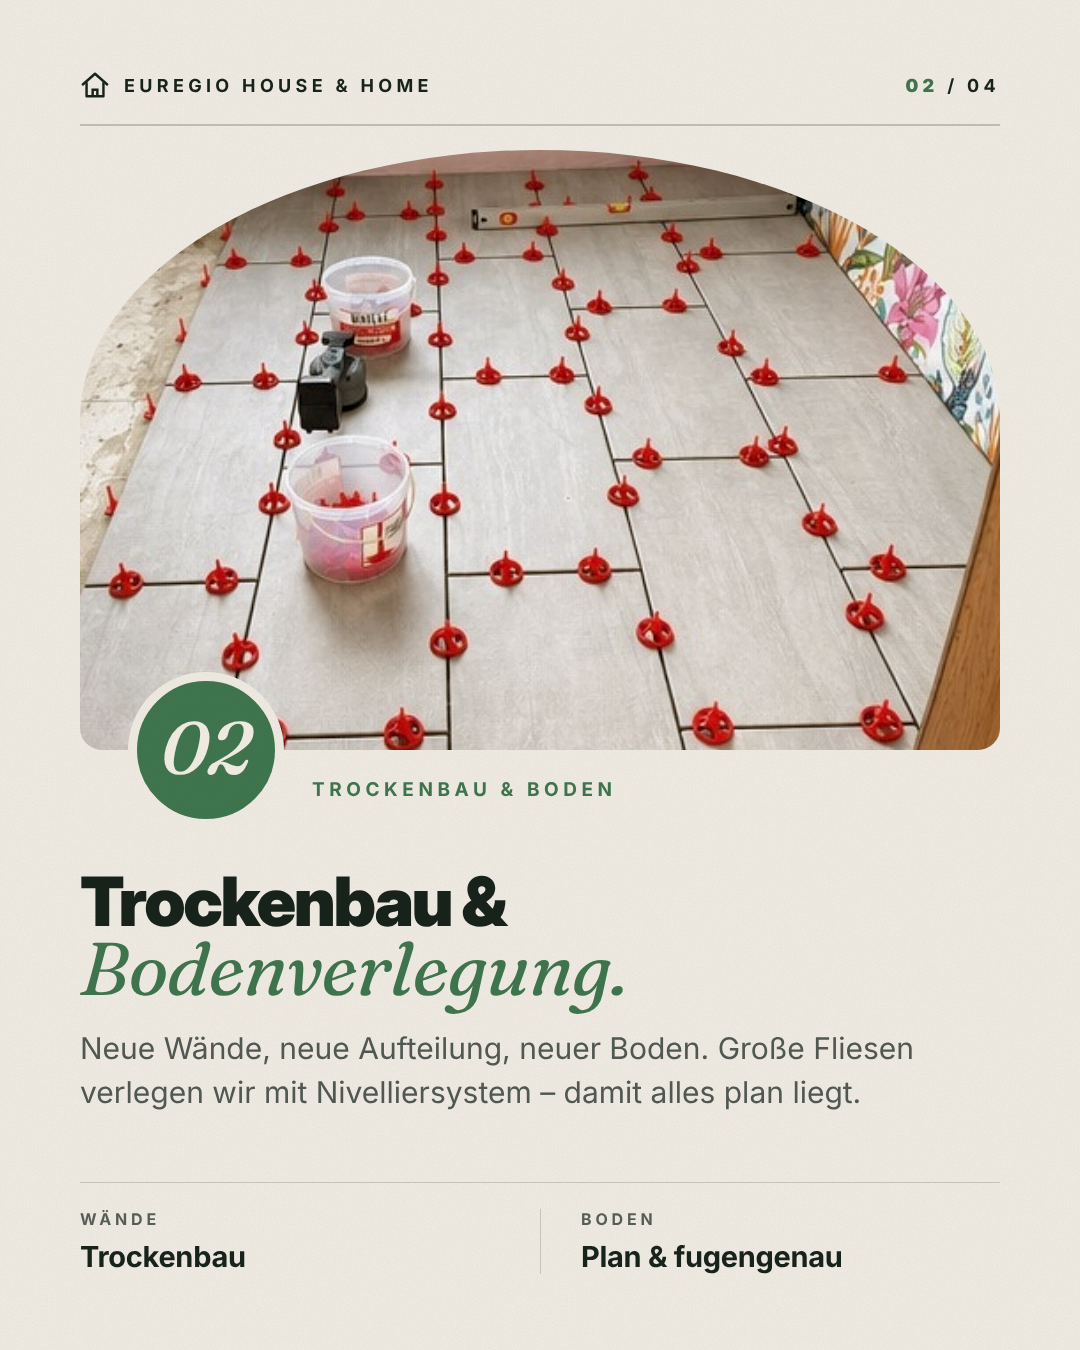 EUREGIO HOUSE & HOME
02 / 04
02
TROCKENBAU & BODEN
Trockenbau &
Bodenverlegung.
Neue Wände, neue Aufteilung, neuer Boden. Große Fliesen
verlegen wir mit Nivelliersystem – damit alles plan liegt.
WÄNDE
Trockenbau
BODEN
Plan & fugengenau